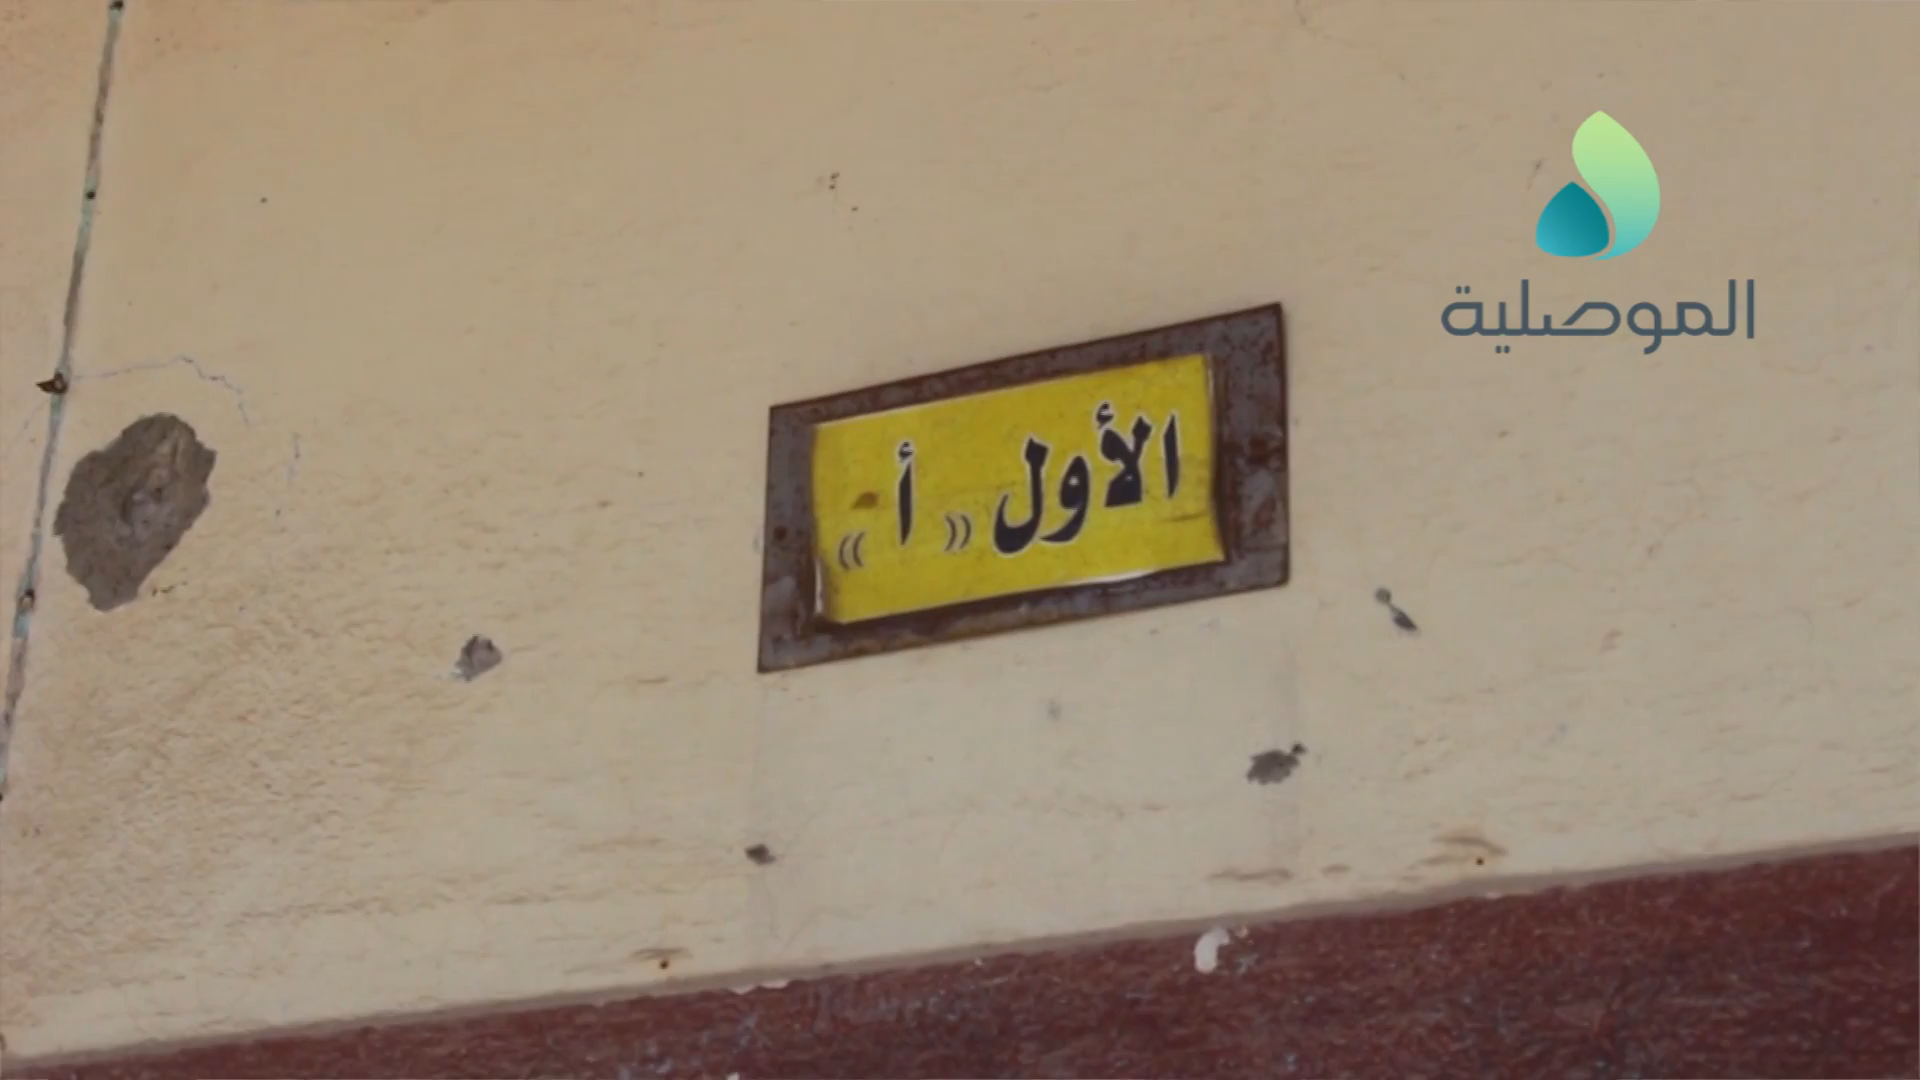 الموصلية
الأول « أ »